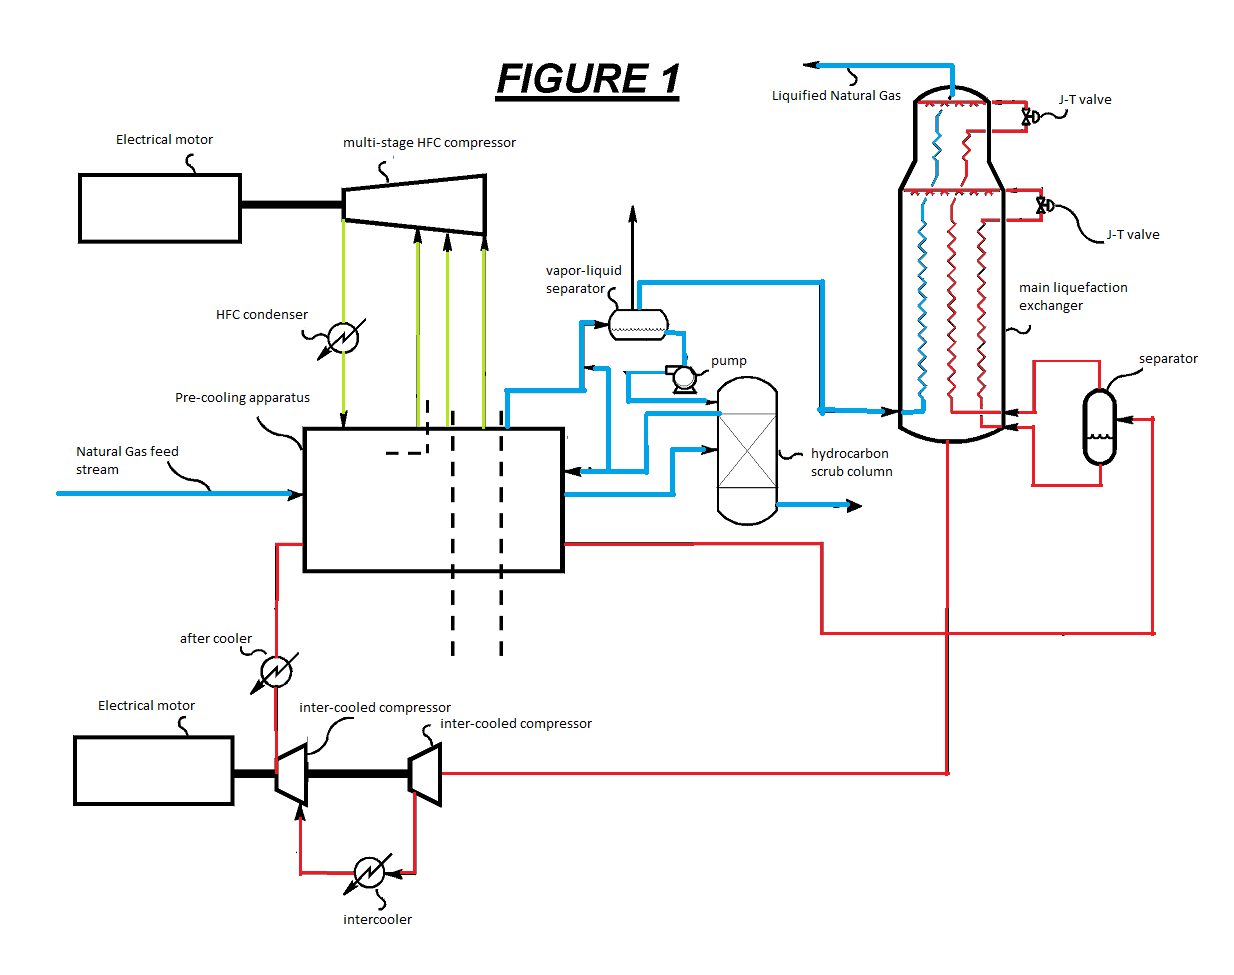 FIGURE 1
Liquified Natural Gas
J-T valve
Electrical motor
multi-stage HFC compressor
J-T valve
vapor-liquid
separator
main liquefaction
exchanger
HFC condenser
pump
separator
Pre-cooling apparatus
Natural Gas feed
stream
hydrocarbon
scrub column
after cooler
Electrical motor
inter-cooled compressor
inter-cooled compressor
intercooler